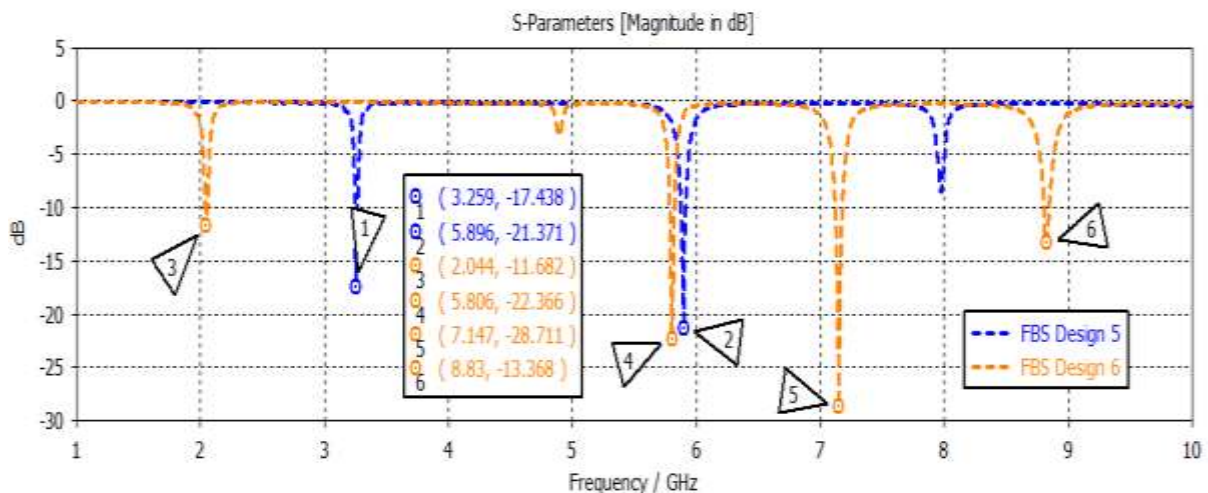 S-Parameters [Magnitude in dB]
5
0
-5
-10
-15
-20
-25
-30
dB
1 2 3 4 5 6 7 8 9 10
Frequency / GHz
1 ( 3.259, -17.438 )
2 ( 5.896, -21.371 )
3 ( 2.044, -11.682 )
4 ( 5.806, -22.366 )
5 ( 7.147, -28.711 )
6 ( 8.83, -13.368 )
3
1
4
2
5
6
FBS Design 5
FBS Design 6